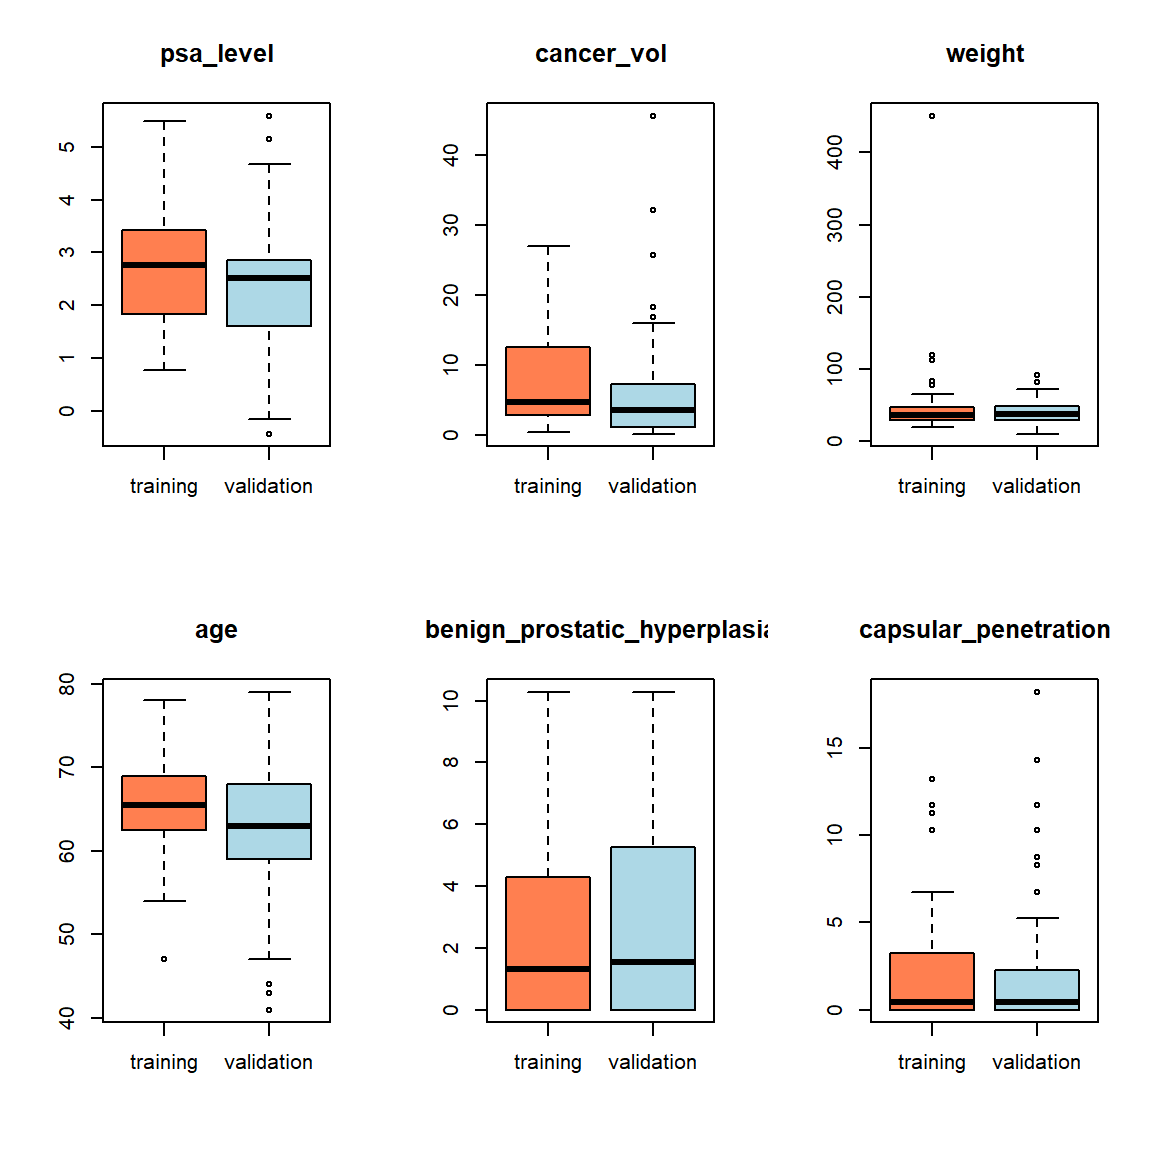 psa_level
cancer_vol
weight
5
4
3
2
1
0
40
30
20
10
0
400
300
200
100
0
training validation
training validation
training validation
age
benign_prostatic_hyperplasia
capsular_penetration
80
70
60
50
40
10
8
6
4
2
0
15
10
5
0
training validation
training validation
training validation